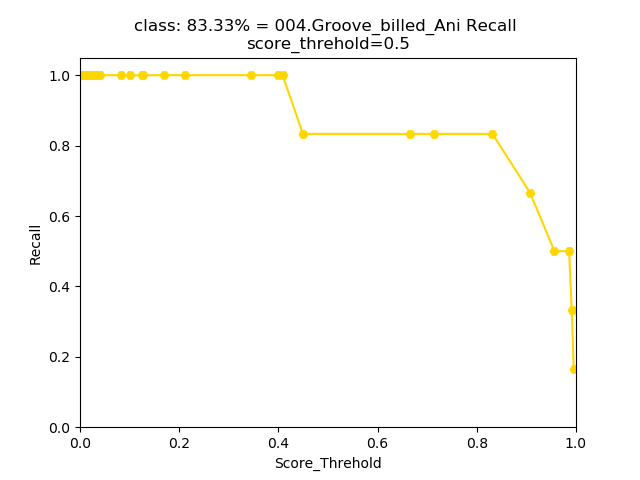 class: 83.33% = 004.Groove_billed_Ani Recall
score_threhold=0.5
1.0
0.8
0.6
0.4
0.2
0.0
Recall
0.0 0.2 0.4 0.6 0.8 1.0
Score_Threhold